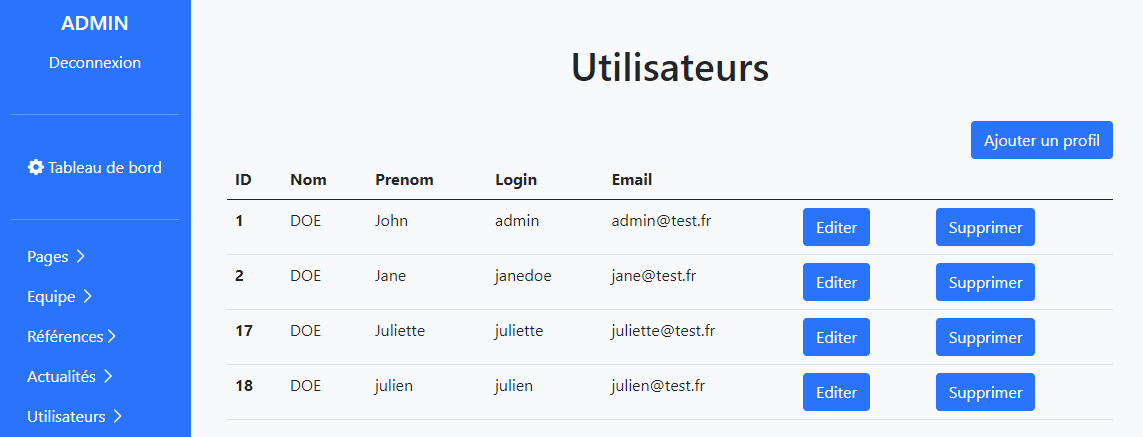 ADMIN
Deconnexion
Tableau de bord
Pages
Equipe
Références
Actualités
Utilisateurs
Utilisateurs
Ajouter un profil
ID Nom Prenom Login Email
1 DOE John admin admin@test.fr Editer Supprimer
2 DOE Jane janedoe jane@test.fr Editer Supprimer
17 DOE Juliette juliette juliette@test.fr Editer Supprimer
18 DOE julien julien julien@test.fr Editer Supprimer